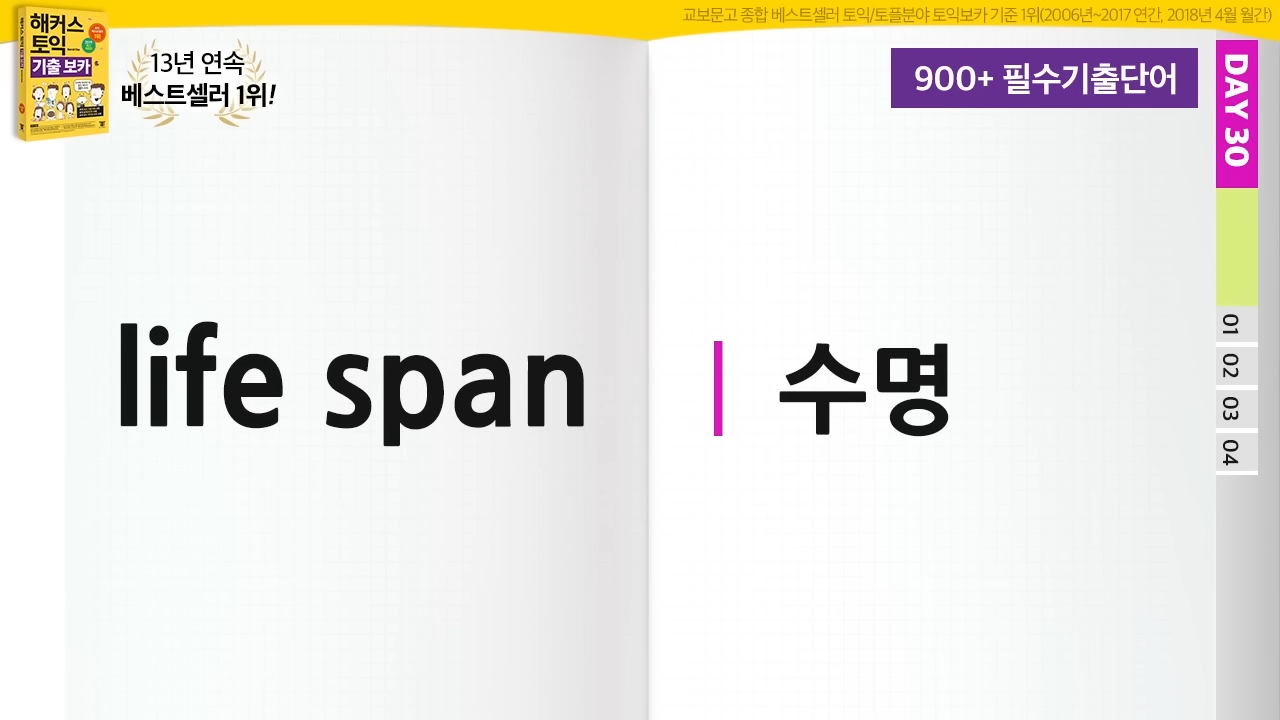 교보문고 종합 베스트셀러 토익/토플분야 토익보카 기준 1위(2006년~2017 연간, 2018년 4월 월간)
해커스
토익
기출 보카
13년 연속
베스트셀러 1위!
900+ 필수기출단어
DAY 30
life span
수명
01
02
03
04